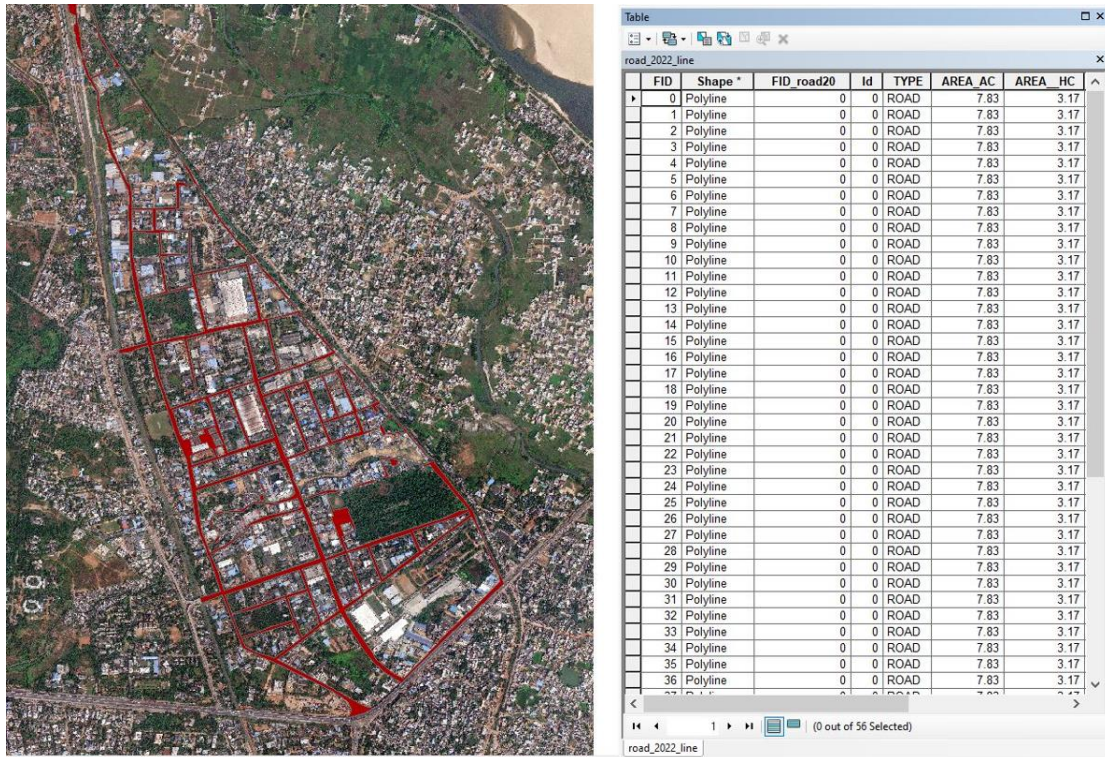 Table
road_2022_line
FID Shape * FID_road20 Id TYPE AREA_AC AREA__HC
0 Polyline 0 0 ROAD 7.83 3.17
1 Polyline 0 0 ROAD 7.83 3.17
2 Polyline 0 0 ROAD 7.83 3.17
3 Polyline 0 0 ROAD 7.83 3.17
4 Polyline 0 0 ROAD 7.83 3.17
5 Polyline 0 0 ROAD 7.83 3.17
6 Polyline 0 0 ROAD 7.83 3.17
7 Polyline 0 0 ROAD 7.83 3.17
8 Polyline 0 0 ROAD 7.83 3.17
9 Polyline 0 0 ROAD 7.83 3.17
10 Polyline 0 0 ROAD 7.83 3.17
11 Polyline 0 0 ROAD 7.83 3.17
12 Polyline 0 0 ROAD 7.83 3.17
13 Polyline 0 0 ROAD 7.83 3.17
14 Polyline 0 0 ROAD 7.83 3.17
15 Polyline 0 0 ROAD 7.83 3.17
16 Polyline 0 0 ROAD 7.83 3.17
17 Polyline 0 0 ROAD 7.83 3.17
18 Polyline 0 0 ROAD 7.83 3.17
19 Polyline 0 0 ROAD 7.83 3.17
20 Polyline 0 0 ROAD 7.83 3.17
21 Polyline 0 0 ROAD 7.83 3.17
22 Polyline 0 0 ROAD 7.83 3.17
23 Polyline 0 0 ROAD 7.83 3.17
24 Polyline 0 0 ROAD 7.83 3.17
25 Polyline 0 0 ROAD 7.83 3.17
26 Polyline 0 0 ROAD 7.83 3.17
27 Polyline 0 0 ROAD 7.83 3.17
28 Polyline 0 0 ROAD 7.83 3.17
29 Polyline 0 0 ROAD 7.83 3.17
30 Polyline 0 0 ROAD 7.83 3.17
31 Polyline 0 0 ROAD 7.83 3.17
32 Polyline 0 0 ROAD 7.83 3.17
33 Polyline 0 0 ROAD 7.83 3.17
34 Polyline 0 0 ROAD 7.83 3.17
35 Polyline 0 0 ROAD 7.83 3.17
36 Polyline 0 0 ROAD 7.83 3.17
1 (0 out of 56 Selected)
road_2022_line